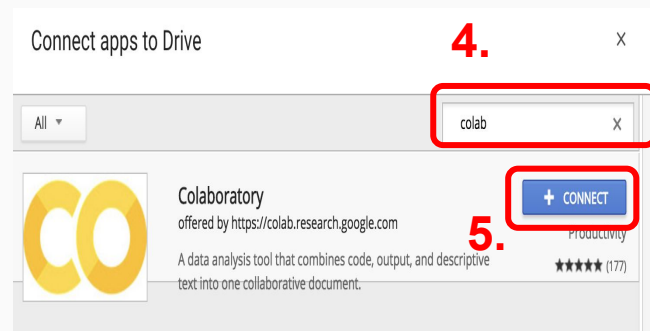 Connect apps to Drive
4.
X
All
colab
X
CO
Colaboratory
offered by https://colab.research.google.com
A data analysis tool that combines code, output, and descriptive
text into one collaborative document.
+ CONNECT
5.
Productivity
★★★★★ (177)